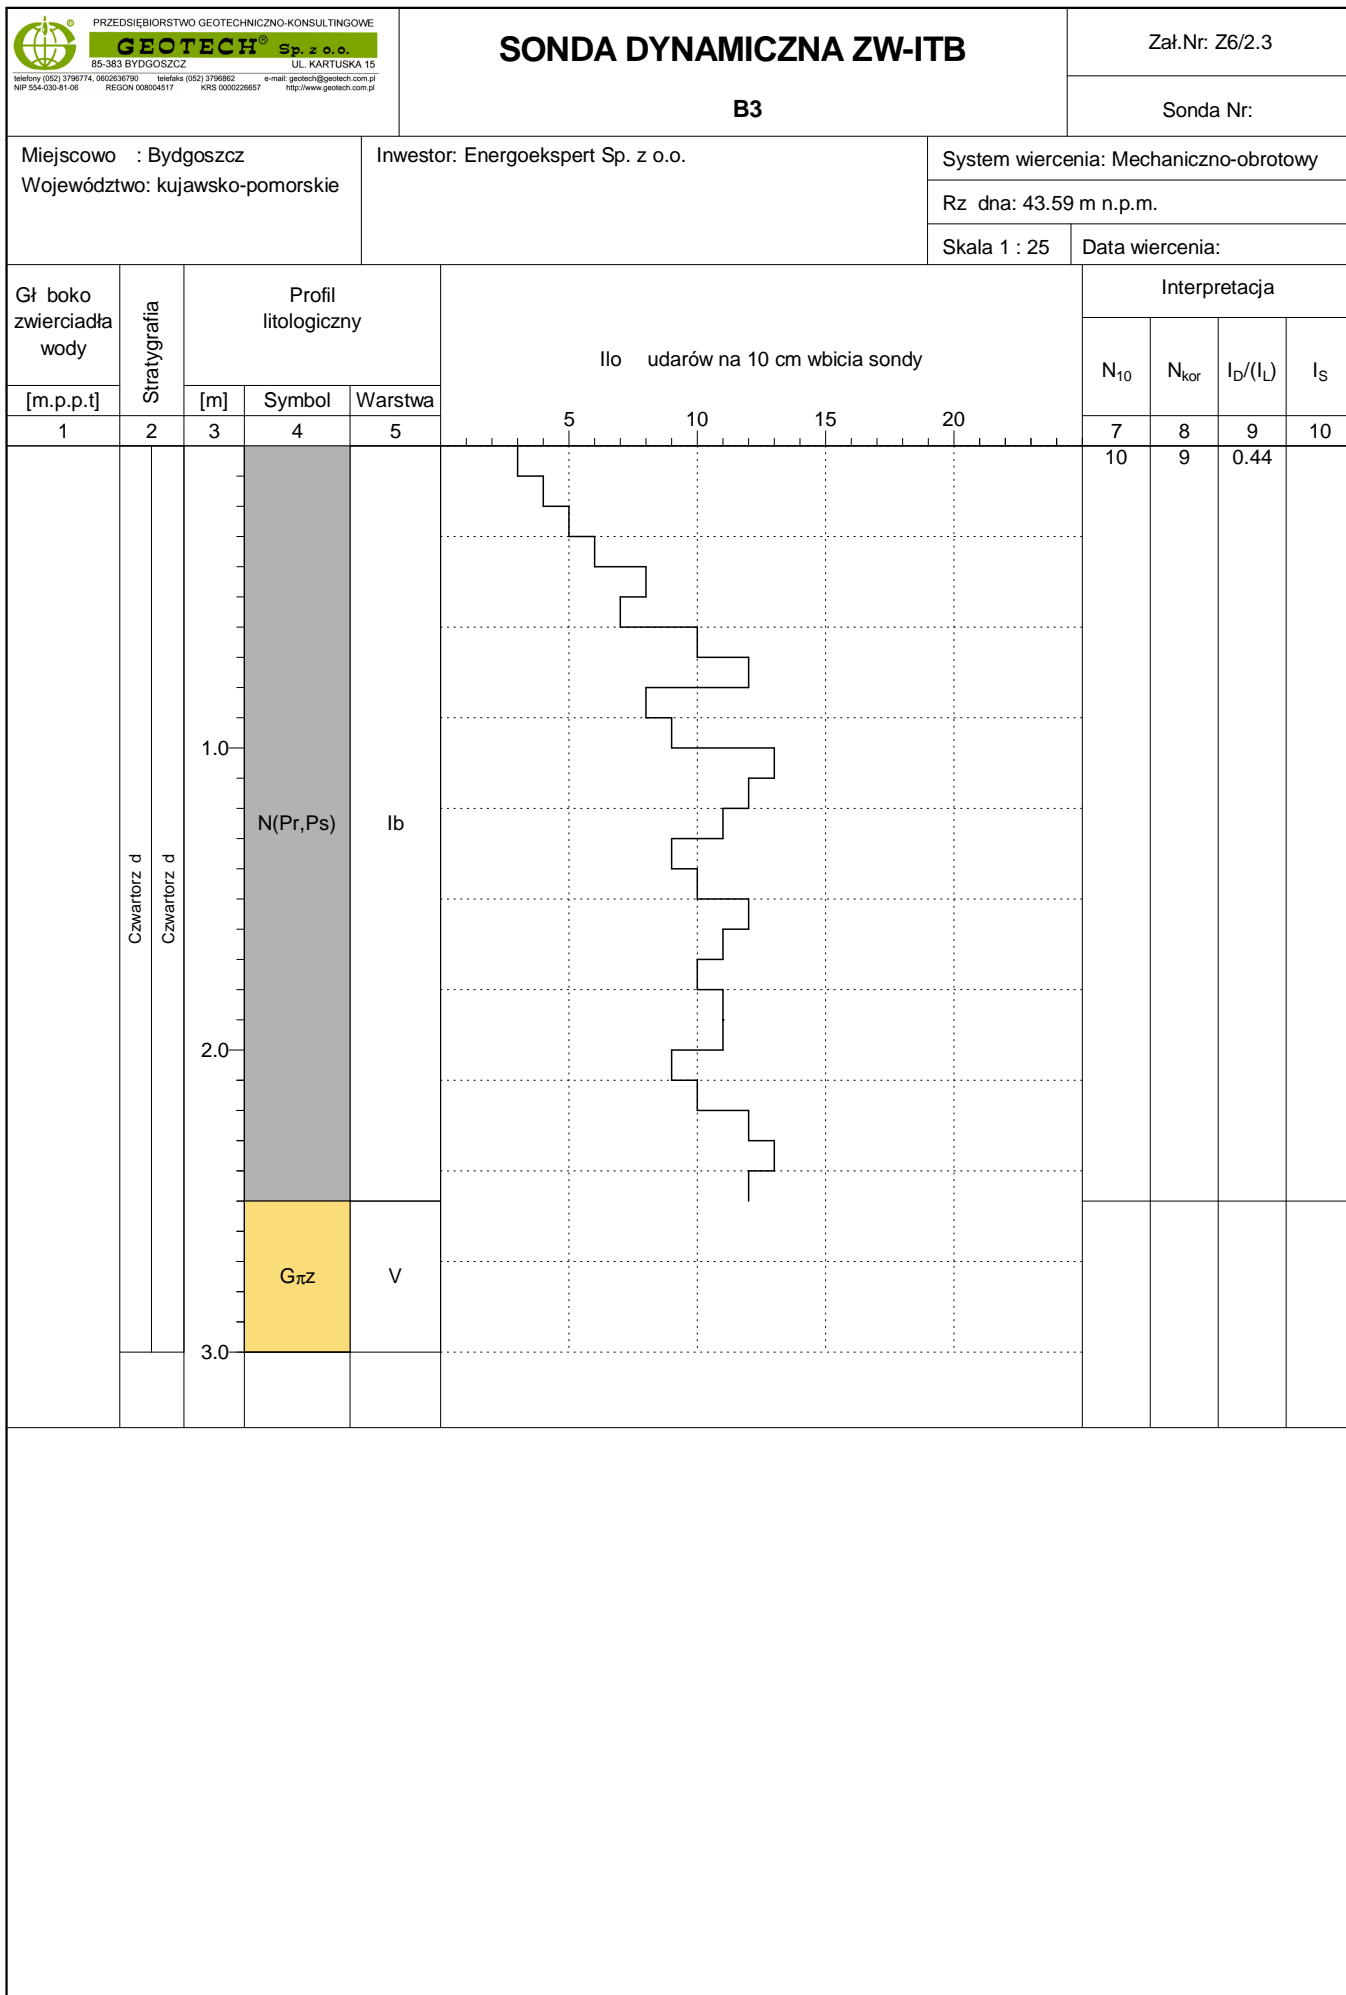 PRZEDSIĘBIORSTWO GEOTECHNICZNO-KONSULTINGOWE
GEOTECH® Sp. z o.o.
85-383 BYDGOSZCZ UL. KARTUSKA 15
telefony (052) 3796774, 0602636790 telefaks (052) 3796862 e-mail: geotech@geotech.com.pl
NIP 554-030-81-06 REGON 008004517 KRS 0000226657 http://www.geotech.com.pl
SONDA DYNAMICZNA ZW-ITB
B3
Zał.Nr: Z6/2.3
Sonda Nr:
Miejscowo : Bydgoszcz
Województwo: kujawsko-pomorskie
Inwestor: Energoekspert Sp. z o.o.
System wiercenia: Mechaniczno-obrotowy
Rz dna: 43.59 m n.p.m.
Skala 1 : 25
Data wiercenia:
Gł boko
zwierciadła
wody
[m.p.p.t]
Stratygrafia
Profil
litologiczny
[m] Symbol Warstwa
Ilo udarów na 10 cm wbicia sondy
Interpretacja
N10 Nkor ID/(IL) IS
5 10 15 20
1 2 3 4 5 7 8 9 10
10 9 0.44
1.0
N(Pr,Ps) Ib
Czwartorz d
Czwartorz d
2.0
Gπz V
3.0